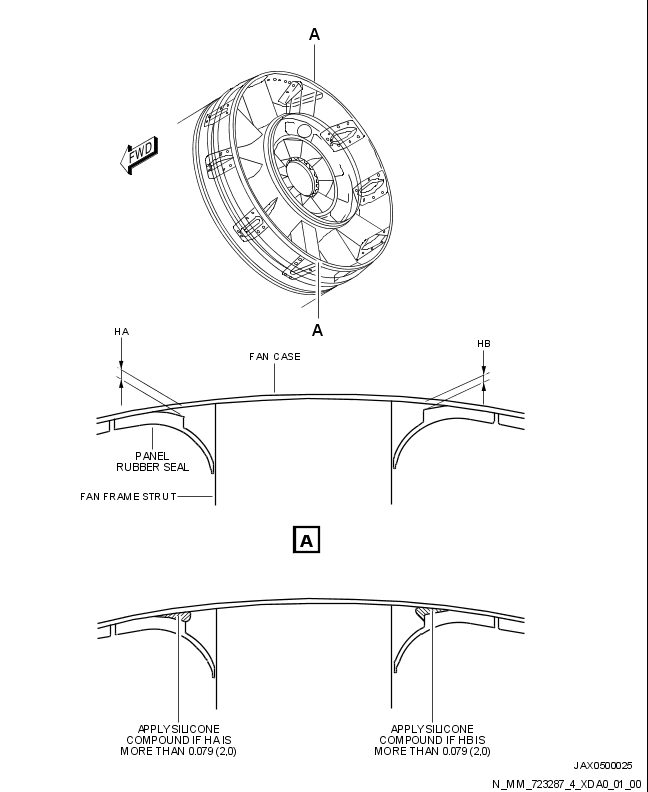 A
FWD
A
HA
HB
FAN CASE
PANEL
RUBBER SEAL
FAN FRAME STRUT
A
APPLY SILICONE
COMPOUND IF HA IS
MORE THAN 0.079 (2,0)
APPLY SILICONE
COMPOUND IF HB IS
MORE THAN 0.079 (2,0)
JAX0500025
N_MM_723287_4_XDA0_01_00